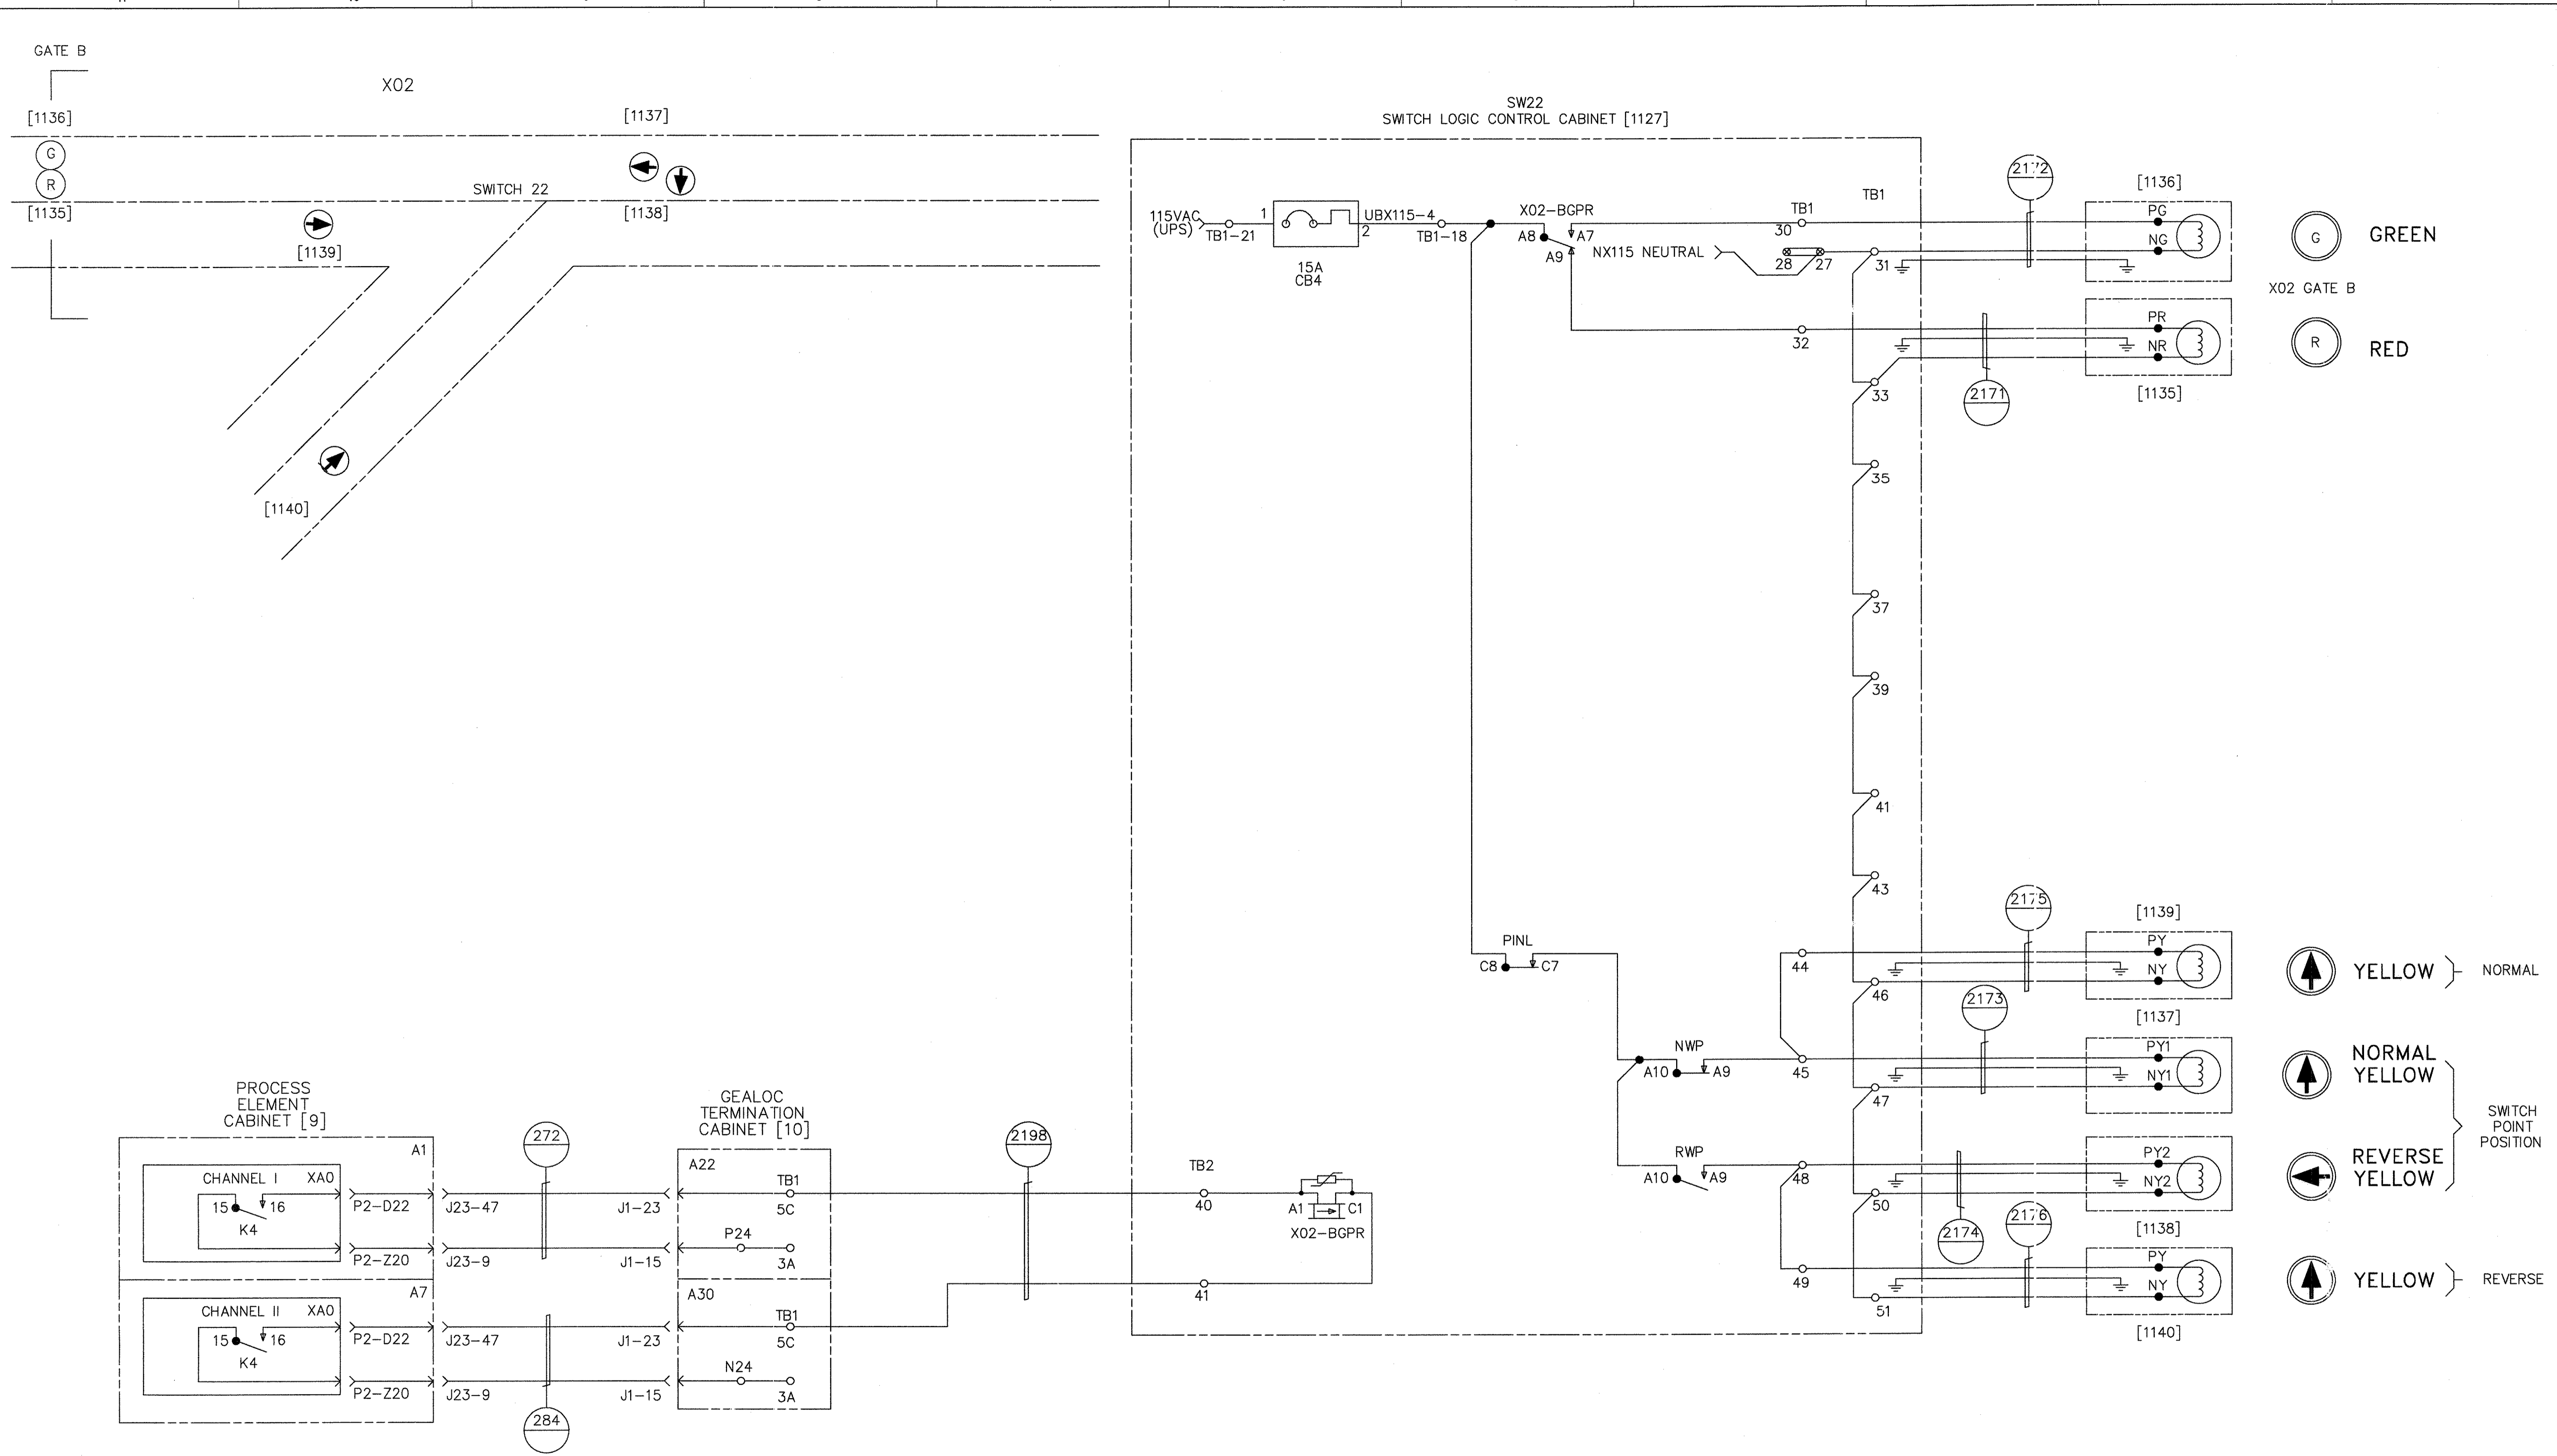 GATE B
X02
[1136]
[1137]
G
R
SWITCH 22
[1135]
[1138]
[1139]
[1140]
SW22
SWITCH LOGIC CONTROL CABINET [1127]
115VAC
(UPS)
TB1-21
1
UBX115-4
2
15A
CB4
TB1-18
X02-BGPR
A8
A7
A9
NX115 NEUTRAL
TB1
30
28
27
TB1
31
32
33
35
37
39
41
43
2172
[1136]
PG
NG
G
GREEN
X02 GATE B
PR
NR
R
RED
2171
[1135]
PINL
C8
C7
44
46
2175
[1139]
PY
NY
YELLOW
NORMAL
2173
[1137]
NWP
A10
A9
45
47
PY1
NY1
NORMAL
YELLOW
SWITCH
POINT
POSITION
RWP
A10
A9
48
50
PY2
NY2
REVERSE
YELLOW
2174
2176
[1138]
49
51
PY
NY
YELLOW
REVERSE
[1140]
PROCESS
ELEMENT
CABINET [9]
A1
CHANNEL I
XA0
15
16
K4
P2-D22
J23-47
P2-Z20
J23-9
272
J1-23
J1-15
GEALOC
TERMINATION
CABINET [10]
A22
TB1
5C
P24
3A
2198
TB2
40
A1
C1
X02-BGPR
41
A7
CHANNEL II
XA0
15
16
K4
P2-D22
J23-47
P2-Z20
J23-9
284
J1-23
J1-15
A30
TB1
5C
N24
3A